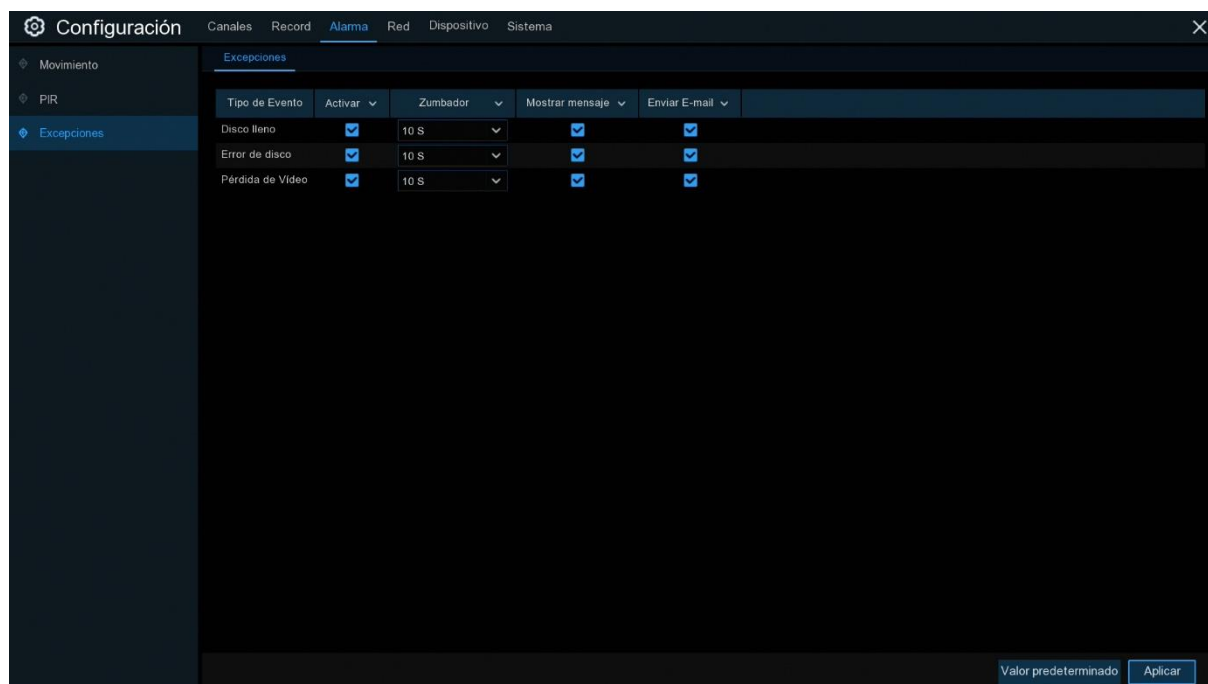 Configuración Canales Record Alarma Red Dispositivo Sistema
Movimiento
PIR
Excepciones
Excepciones
Tipo de Evento Activar Zumbador Mostrar mensaje Enviar E-mail
Disco lleno 10 S
Error de disco 10 S
Pérdida de Vídeo 10 S
Valor predeterminado Aplicar